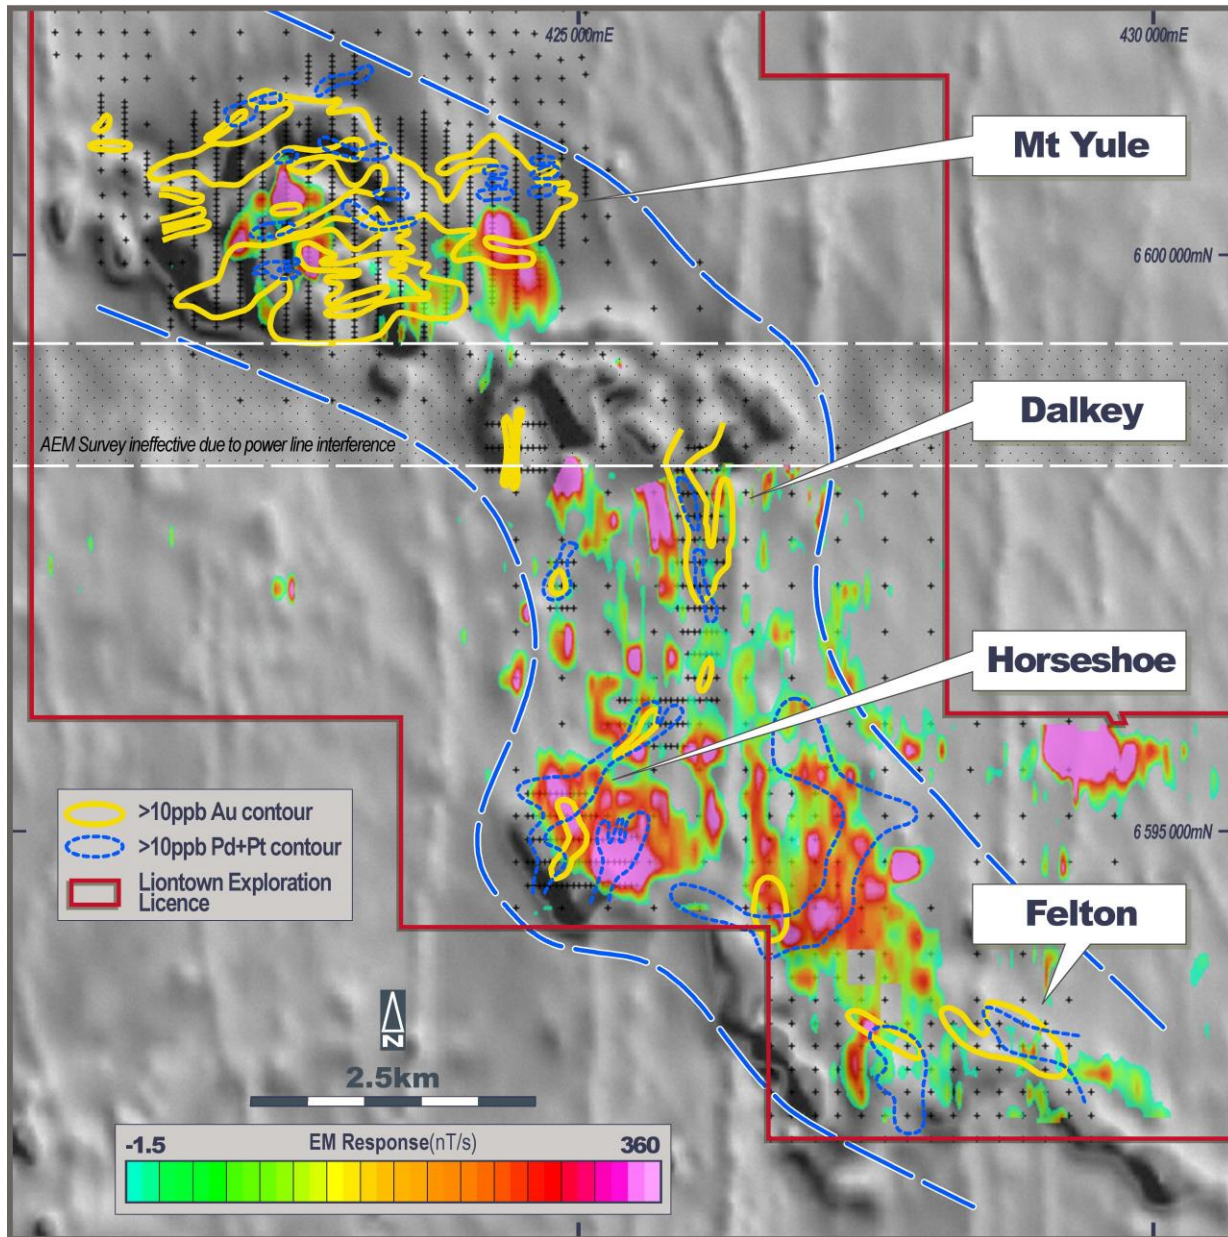 425 000mE
430 000mE
Mt Yule
6 600 000mN
Dalkey
AEM Survey ineffective due to power line interference
Horseshoe
>10ppb Au contour
>10ppb Pd+Pt contour
Liontown Exploration
Licence
6 595 000mN
Felton
N
2.5km
-1.5 EM Response(nT/s) 360